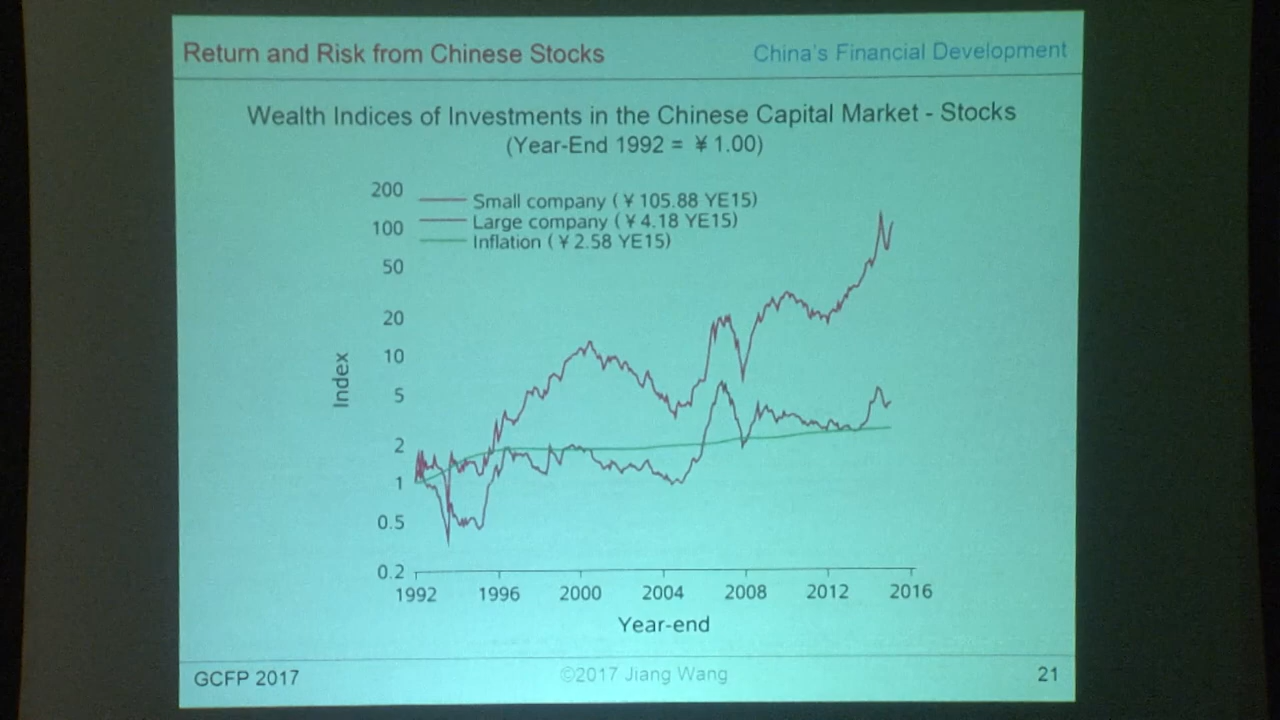 Return and Risk from Chinese Stocks
China's Financial Development
Wealth Indices of Investments in the Chinese Capital Market - Stocks
(Year-End 1992 = ¥ 1.00)
200
100
50
20
10
5
2
1
0.5
0.2
Small company (¥ 105.88 YE15)
Large company (¥ 4.18 YE15)
Inflation (¥ 2.58 YE15)
Index
1992 1996 2000 2004 2008 2012 2016
Year-end
GCFP 2017
©2017 Jiang Wang
21